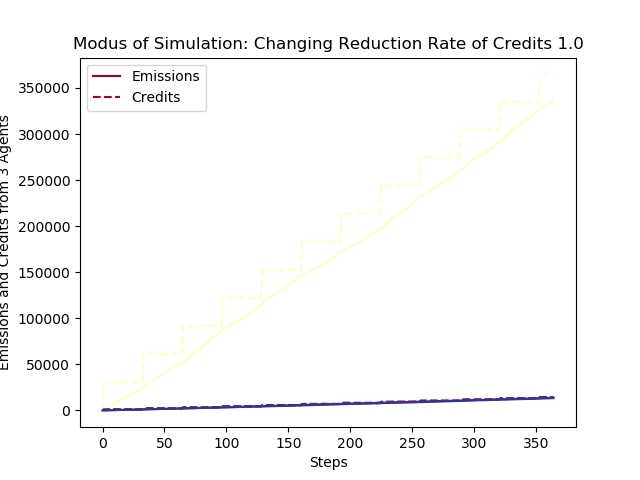 Modus of Simulation: Changing Reduction Rate of Credits 1.0
Emissions
Credits
Emissions and Credits from 3 Agents
350000
300000
250000
200000
150000
100000
50000
0
0 50 100 150 200 250 300 350
Steps